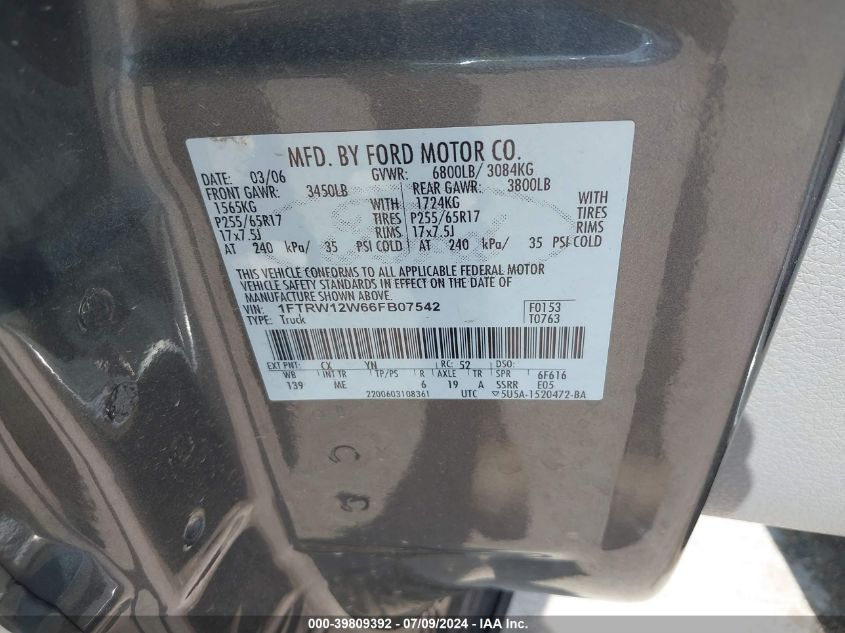 MFD. BY FORD MOTOR CO.
DATE: 03/06 GVWR: 6800LB/ 3084KG
FRONT GAWR: 3450LB REAR GAWR: 3800LB
1565KG WITH 1724KG WITH
P255/65R17 TIRES P255/65R17 TIRES
17x7.5J RIMS 17x7.5J RIMS
AT 240 kPa/ 35 PSI COLD AT 240 kPa/ 35 PSI COLD
THIS VEHICLE CONFORMS TO ALL APPLICABLE FEDERAL MOTOR
VEHICLE SAFETY STANDARDS IN EFFECT ON THE DATE OF
MANUFACTURE SHOWN ABOVE.
VIN: 1FTRW12W66FB07542 F0153
TYPE: Truck T0763
EXT PNT: CX YN RC: 52 DSO:
WB INT TR TP/PS R AXLE TR SPR 6F616
139 ME 6 19 A SSRR E05
2200603108361 UTC ▽5U5A-1520472-BA
000-39809392 - 07/09/2024 - IAA Inc.